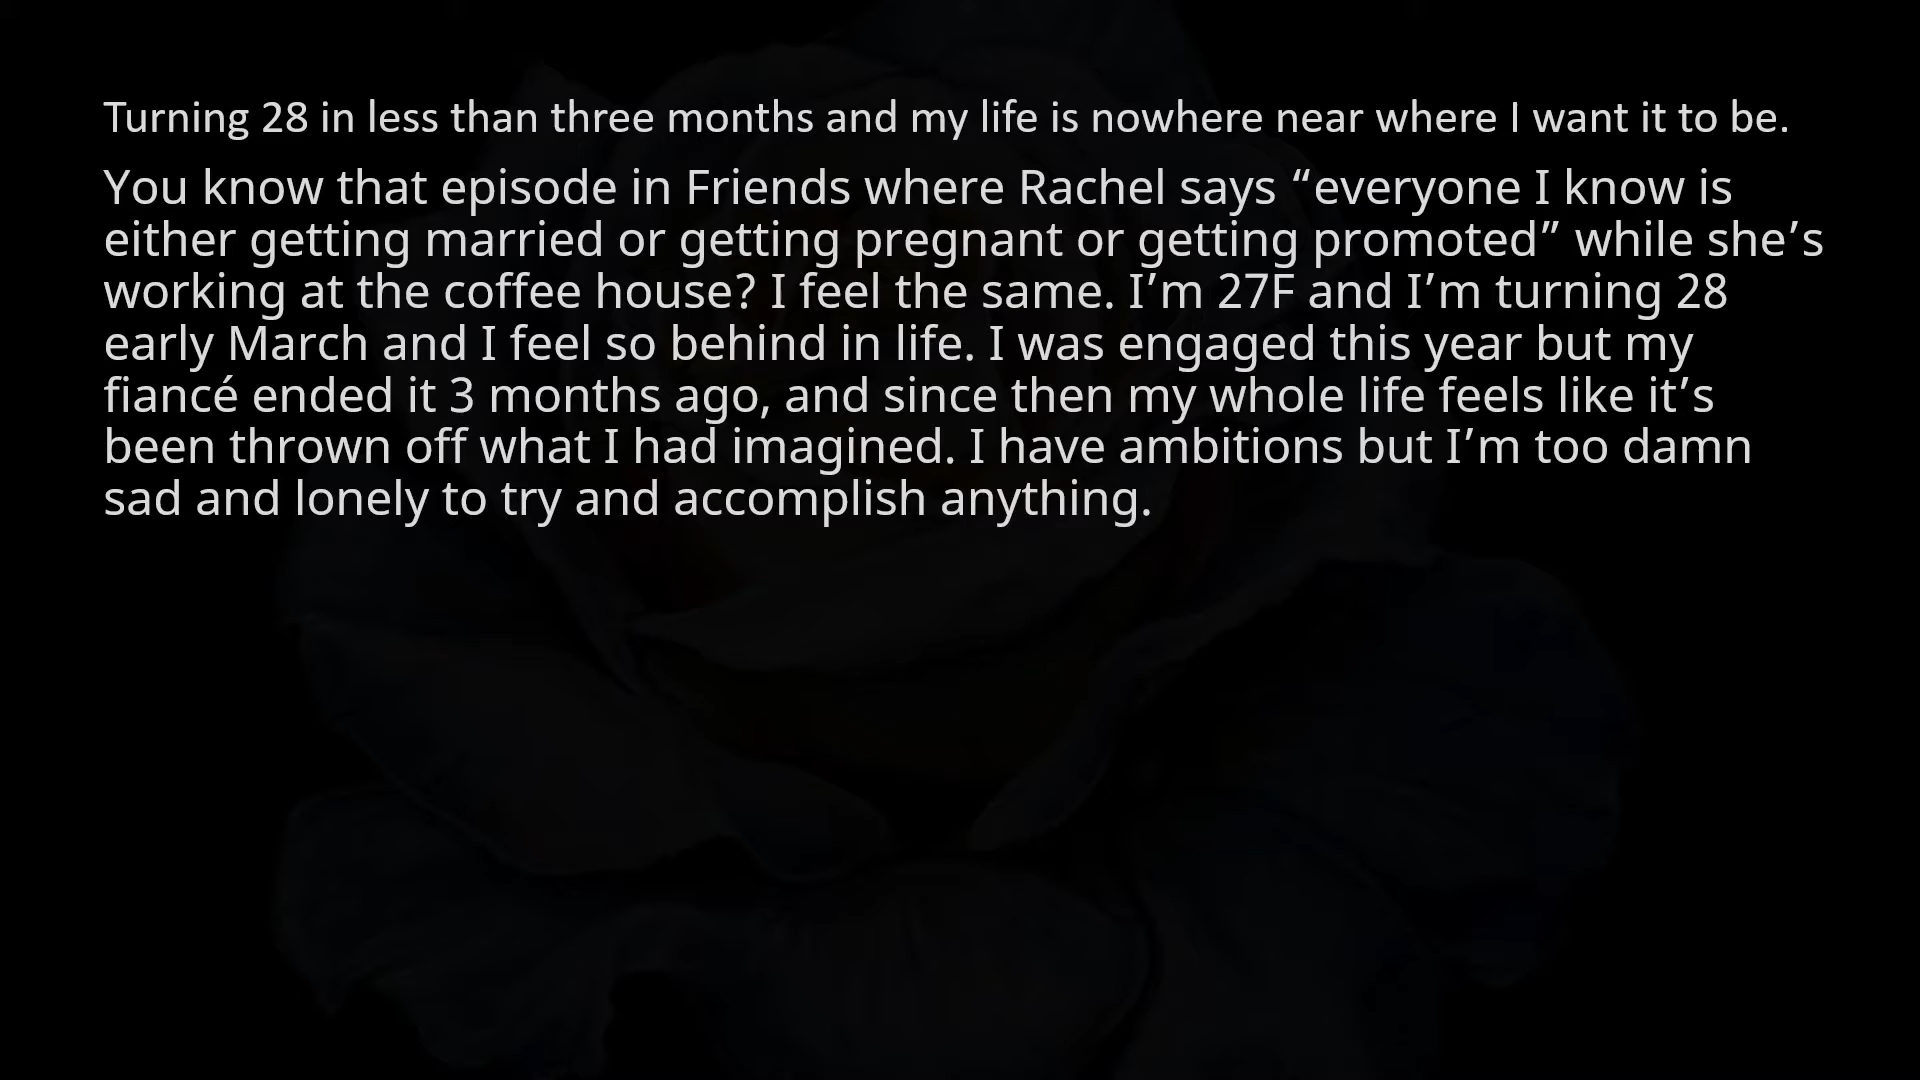 Turning 28 in less than three months and my life is nowhere near where I want it to be.
You know that episode in Friends where Rachel says “everyone I know is
either getting married or getting pregnant or getting promoted” while she’s
working at the coffee house? I feel the same. I’m 27F and I’m turning 28
early March and I feel so behind in life. I was engaged this year but my
fiancé ended it 3 months ago, and since then my whole life feels like it’s
been thrown off what I had imagined. I have ambitions but I’m too damn
sad and lonely to try and accomplish anything.